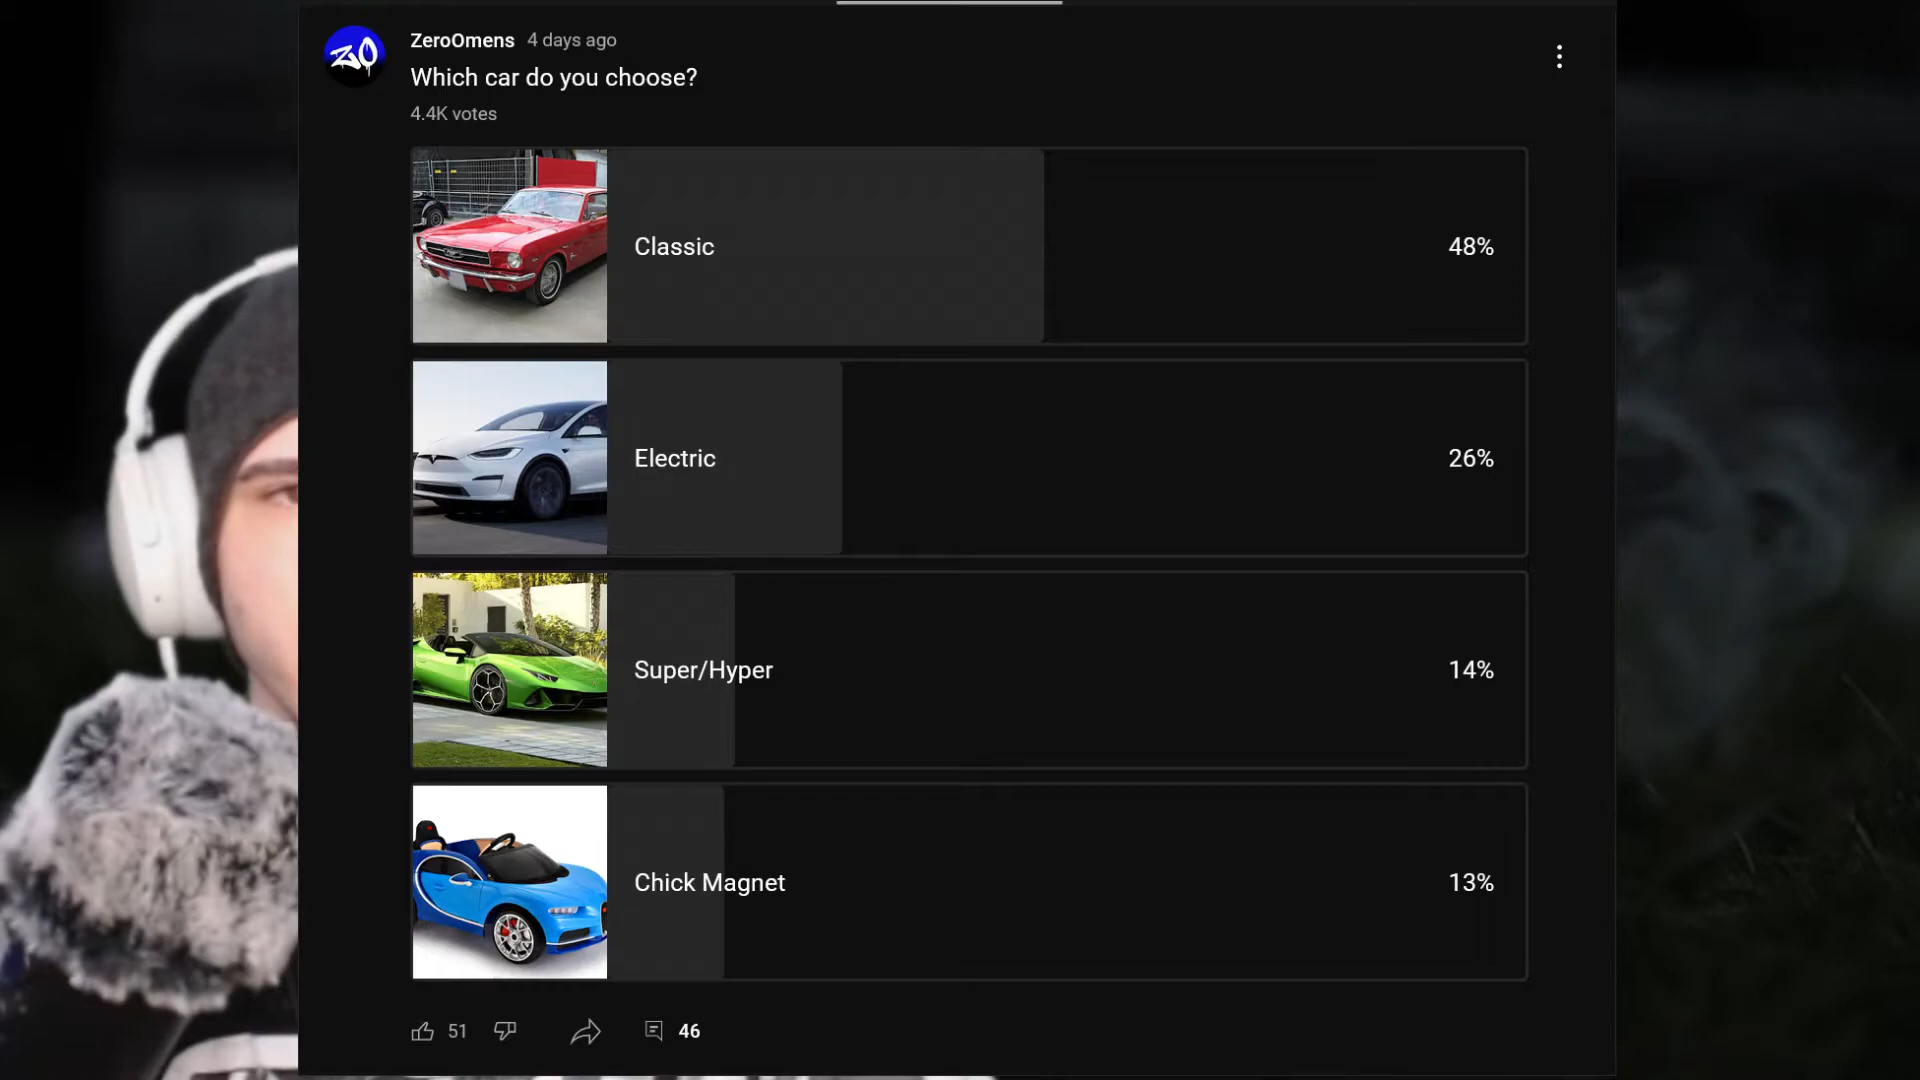 ZO
ZeroOmens 4 days ago
Which car do you choose?
4.4K votes
Classic 48%
Electric 26%
Super/Hyper 14%
Chick Magnet 13%
51 46